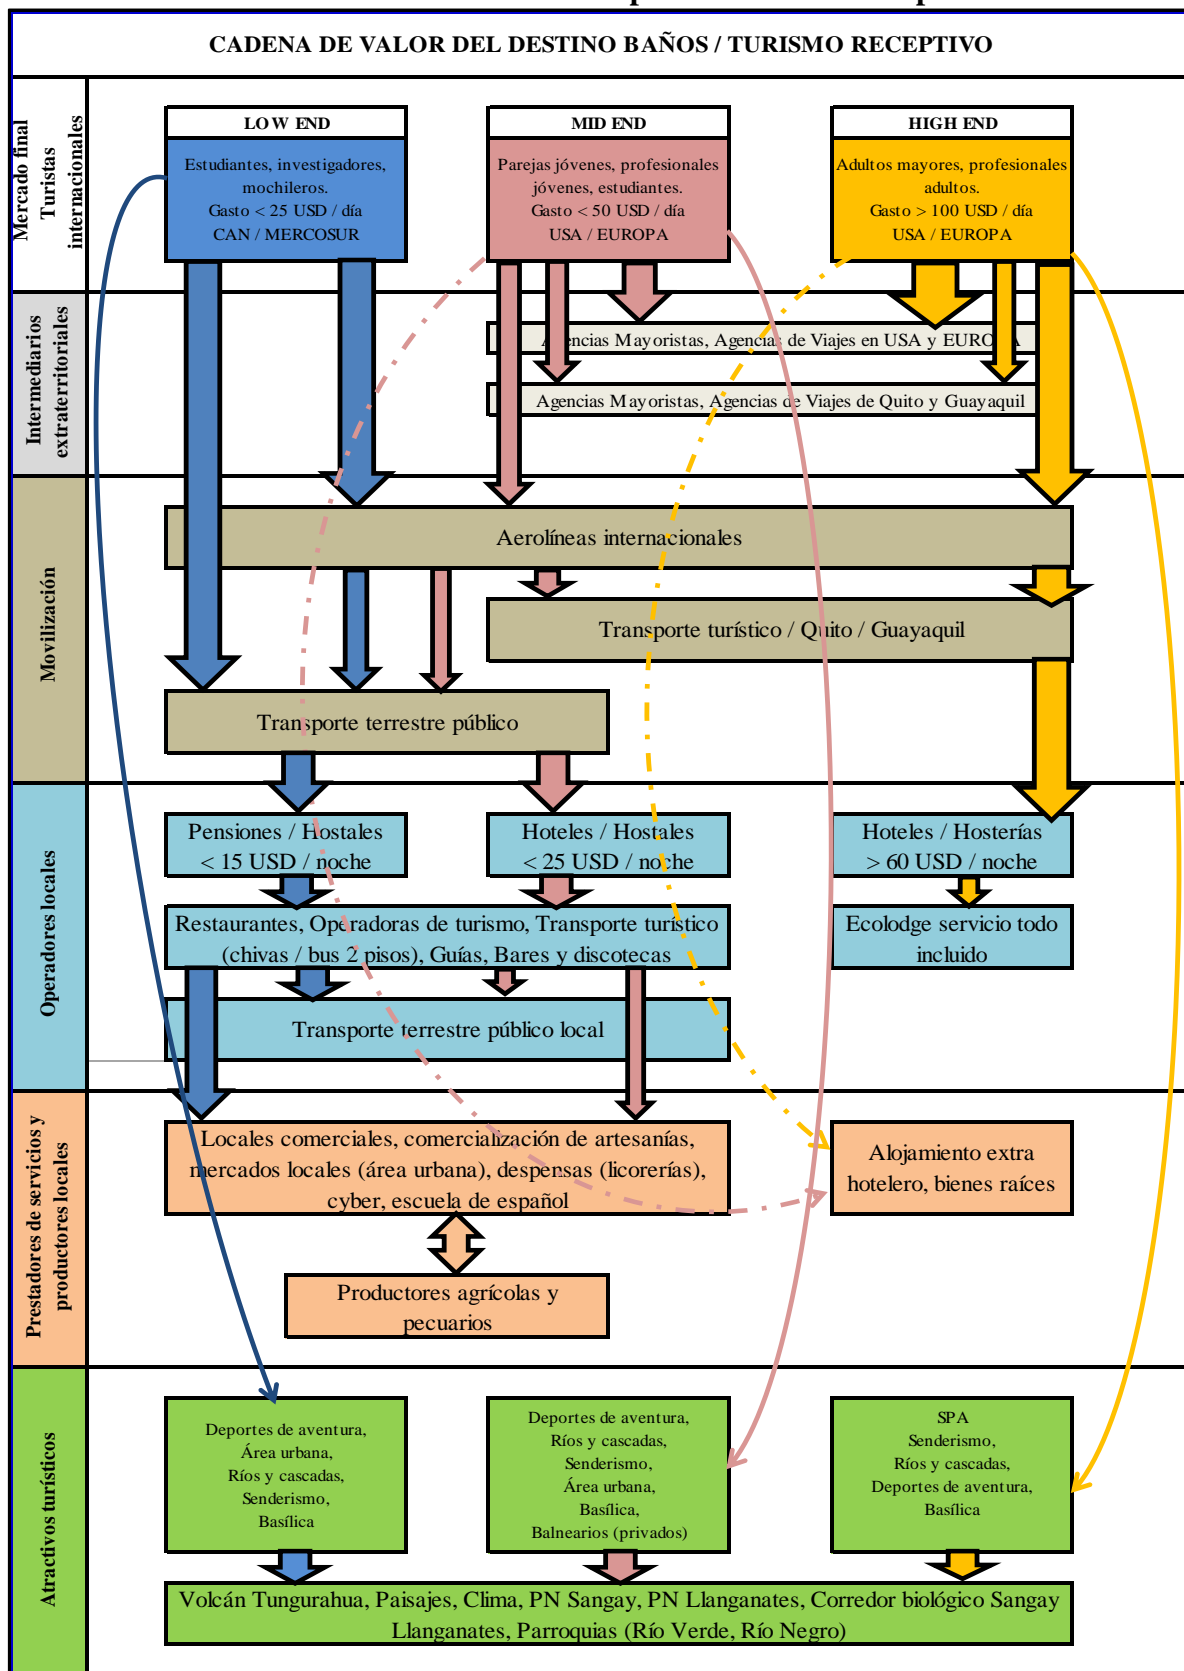 CADENA DE VALOR DEL DESTINO BAÑOS / TURISMO RECEPTIVO
Mercado final
Turistas
internacionales
LOW END
Estudiantes, investigadores,
mochileros.
Gasto < 25 USD / día
CAN / MERCOSUR
MID END
Parejas jóvenes, profesionales
jóvenes, estudiantes.
Gasto < 50 USD / día
USA / EUROPA
HIGH END
Adultos mayores, profesionales
adultos.
Gasto > 100 USD / día
USA / EUROPA
Intermediarios
extraterritoriales
Agencias Mayoristas, Agencias de Viajes en USA y EUROPA
Agencias Mayoristas, Agencias de Viajes de Quito y Guayaquil
Movilización
Aerolíneas internacionales
Transporte turístico / Quito / Guayaquil
Transporte terrestre público
Operadores locales
Pensiones / Hostales
< 15 USD / noche
Hoteles / Hostales
< 25 USD / noche
Hoteles / Hosterías
> 60 USD / noche
Restaurantes, Operadoras de turismo, Transporte turístico
(chivas / bus 2 pisos), Guías, Bares y discotecas
Ecolodge servicio todo
incluido
Transporte terrestre público local
Prestadores de servicios y
productores locales
Locales comerciales, comercialización de artesanías,
mercados locales (área urbana), despensas (licorerías),
cyber, escuela de español
Alojamiento extra
hotelero, bienes raíces
Productores agrícolas y
pecuarios
Atractivos turísticos
Deportes de aventura,
Área urbana,
Ríos y cascadas,
Senderismo,
Basílica
Deportes de aventura,
Ríos y cascadas,
Senderismo,
Área urbana,
Basílica,
Balnearios (privados)
SPA
Senderismo,
Ríos y cascadas,
Deportes de aventura,
Basílica
Volcán Tungurahua, Paisajes, Clima, PN Sangay, PN Llanganates, Corredor biológico Sangay
Llanganates, Parroquias (Río Verde, Río Negro)